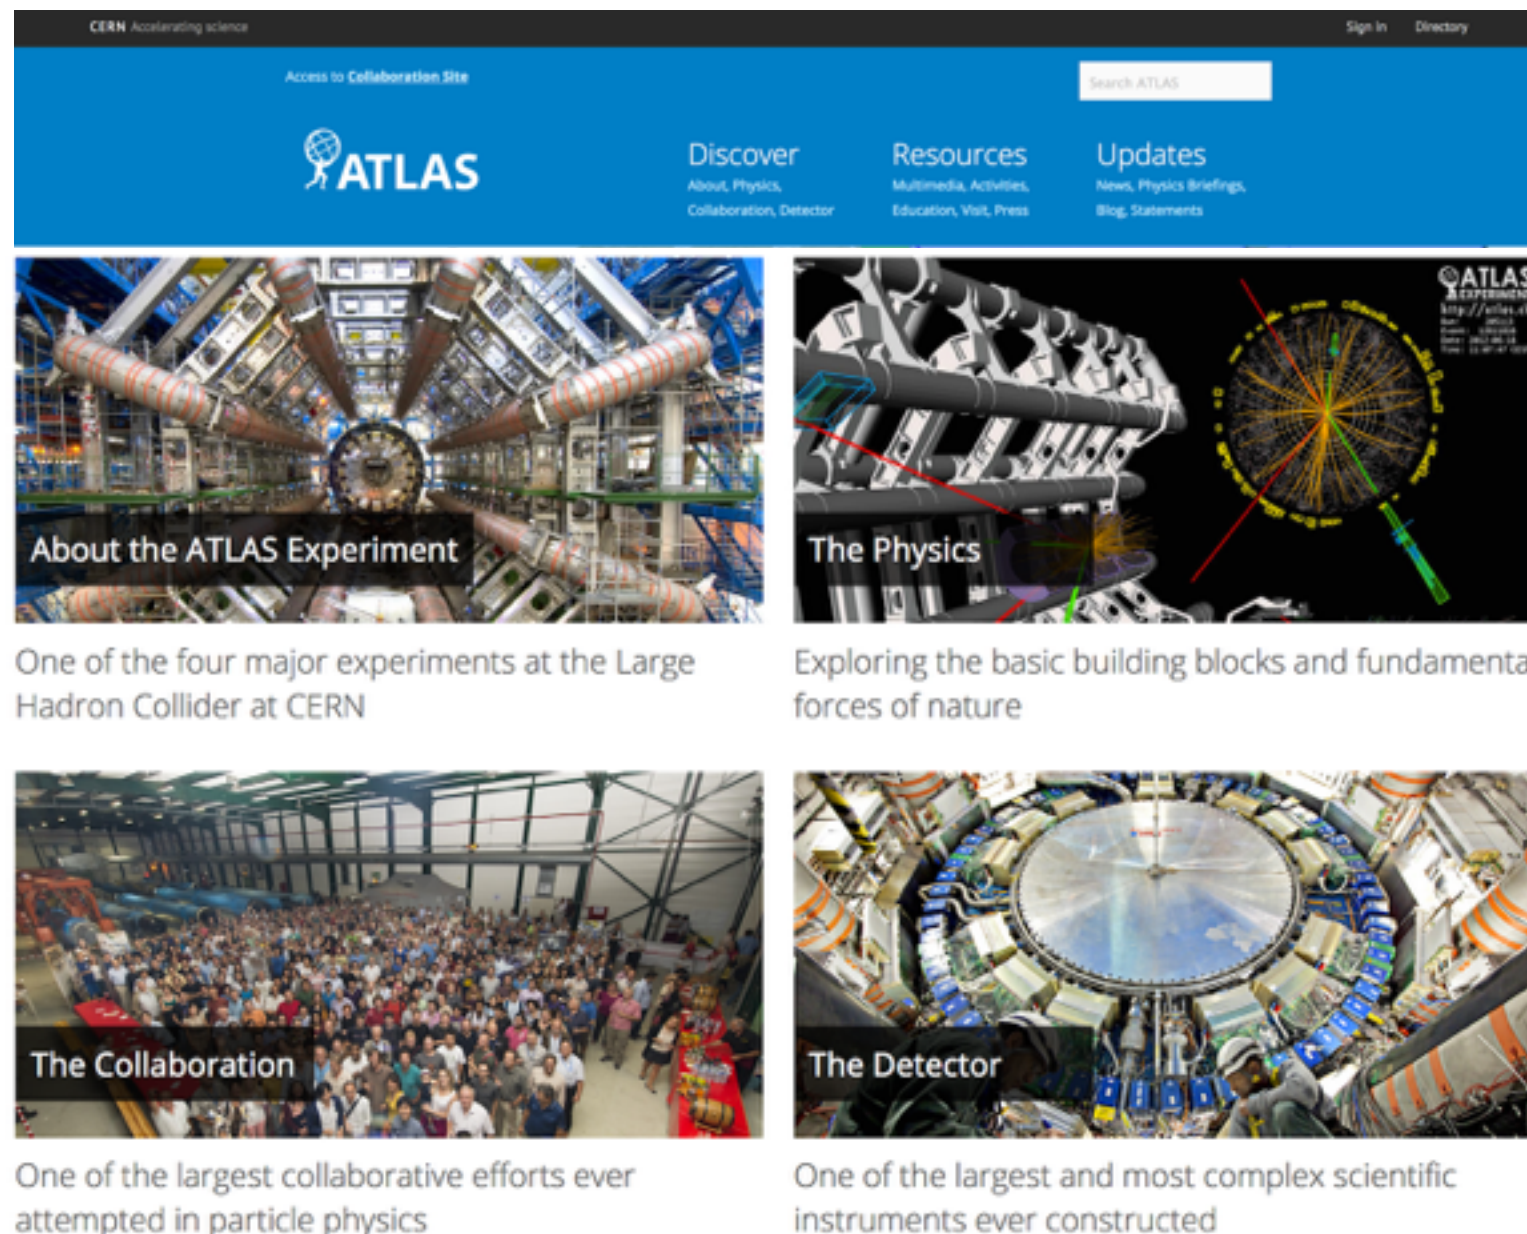 CERN Accelerating science
Sign in Directory
Access to Collaboration Site
Search ATLAS
ATLAS
Discover
About, Physics,
Collaboration, Detector
Resources
Multimedia, Activities,
Education, Visit, Press
Updates
News, Physics Briefings,
Blog, Statements
About the ATLAS Experiment
One of the four major experiments at the Large
Hadron Collider at CERN
ATLAS
EXPERIMENT
The Physics
Exploring the basic building blocks and fundamenta
forces of nature
The Collaboration
One of the largest collaborative efforts ever
attempted in particle physics
The Detector
One of the largest and most complex scientific
instruments ever constructed